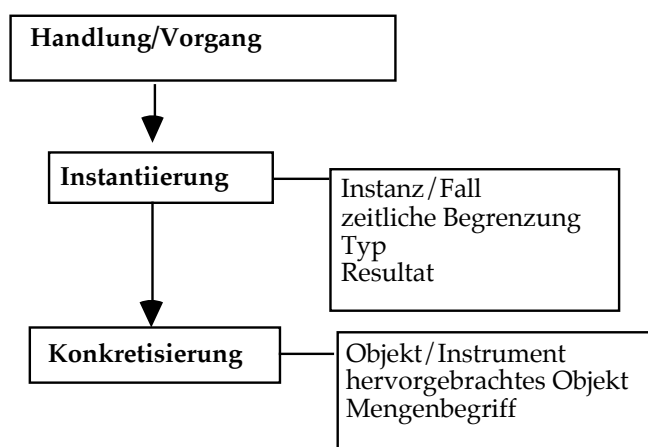 Handlung/Vorgang
Instantiierung
Instanz/Fall
zeitliche Begrenzung
Typ
Resultat
Konkretisierung
Objekt/Instrument
hervorgebrachtes Objekt
Mengenbegriff